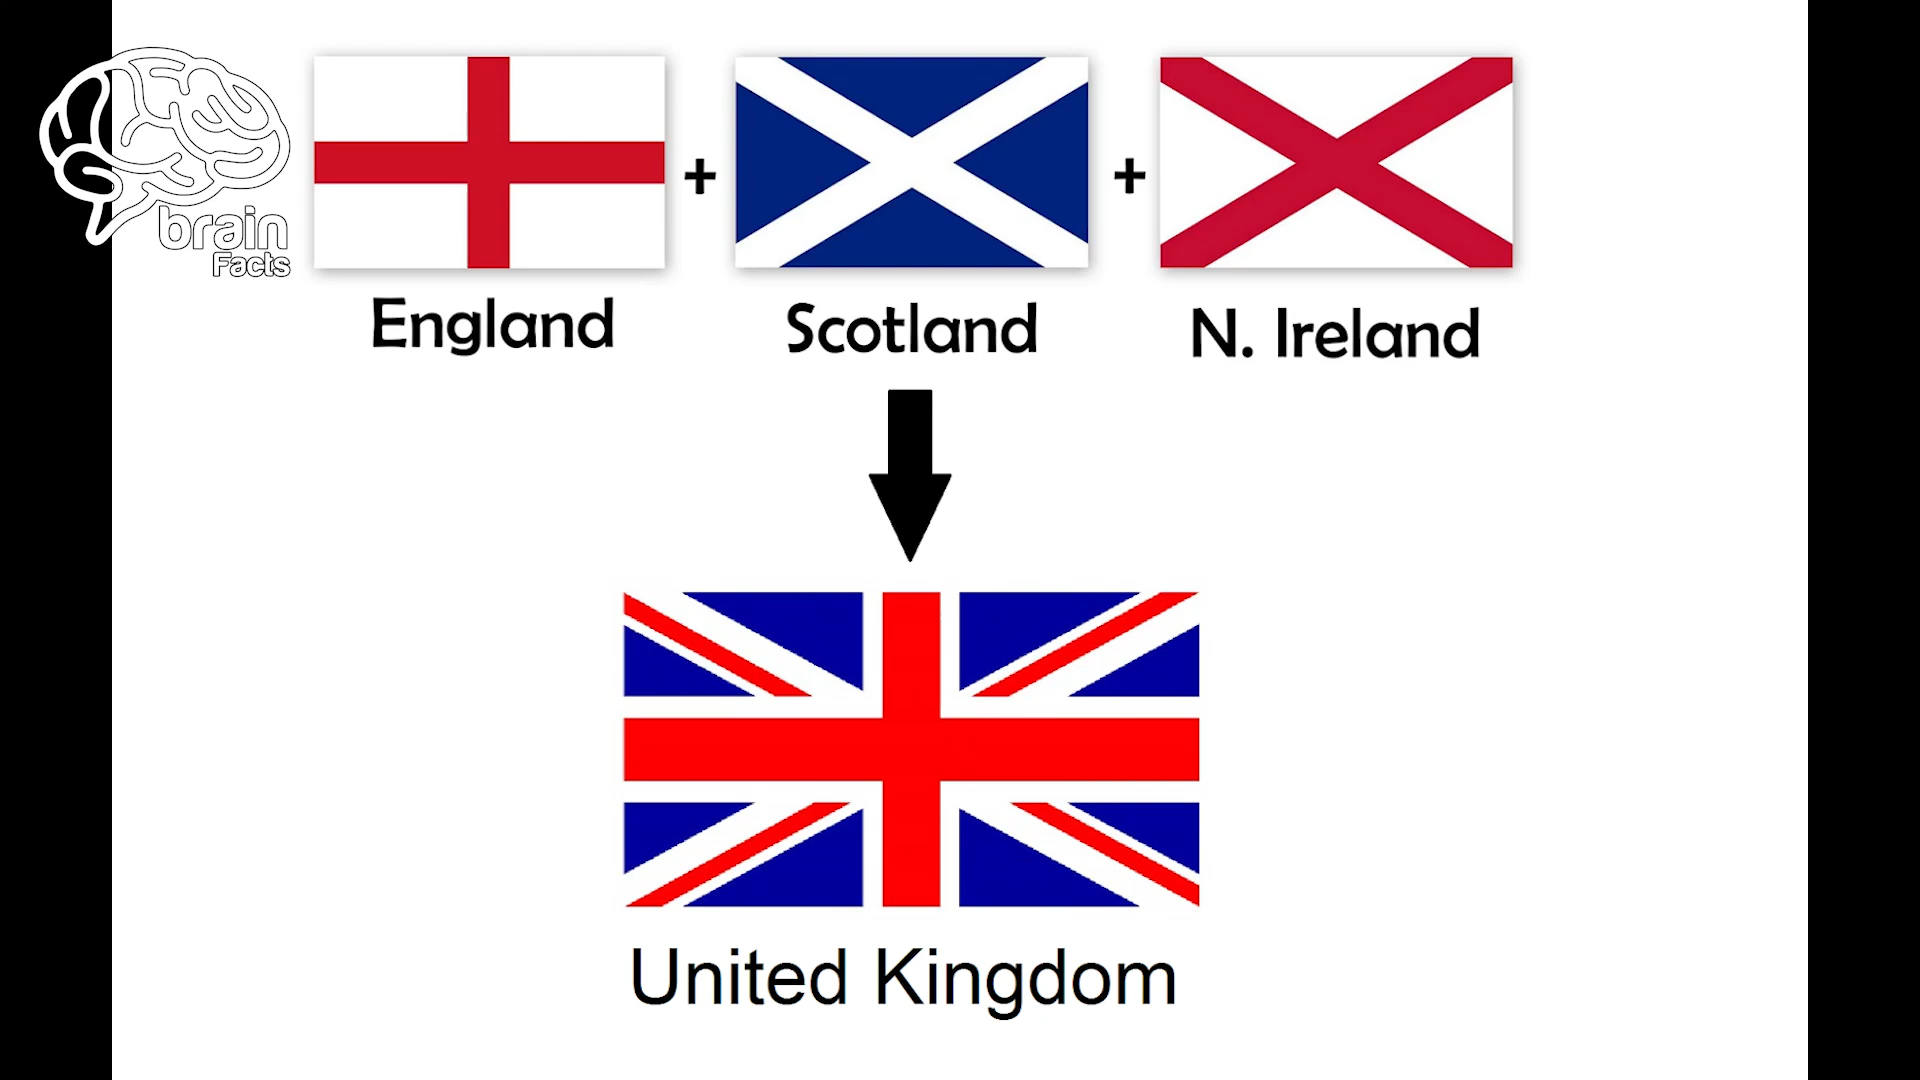 brain
Facts
+
+
England
Scotland
N. Ireland
United Kingdom